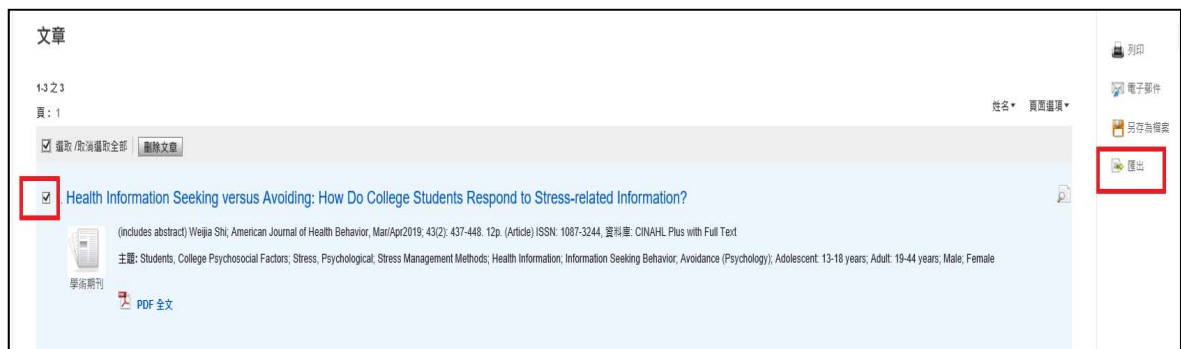 文章
1-3 之 3
頁: 1
姓名▾ 頁面選項▾
選取 /取消選取全部 刪除文章
Health Information Seeking versus Avoiding: How Do College Students Respond to Stress-related Information?
(includes abstract) Weijia Shi; American Journal of Health Behavior, Mar/Apr2019; 43(2): 437-448. 12p. (Article) ISSN: 1087-3244, 資料庫: CINAHL Plus with Full Text
主題: Students, College Psychosocial Factors; Stress, Psychological; Stress Management Methods; Health Information; Information Seeking Behavior; Avoidance (Psychology); Adolescent: 13-18 years; Adult: 19-44 years; Male; Female
學術期刊
PDF 全文
列印
電子郵件
另存為檔案
匯出